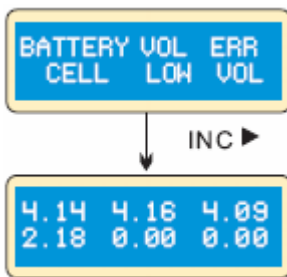 BATTERY VOL ERR
CELL LOW VOL
INC ►
4.14 4.16 4.09
2.18 0.00 0.00